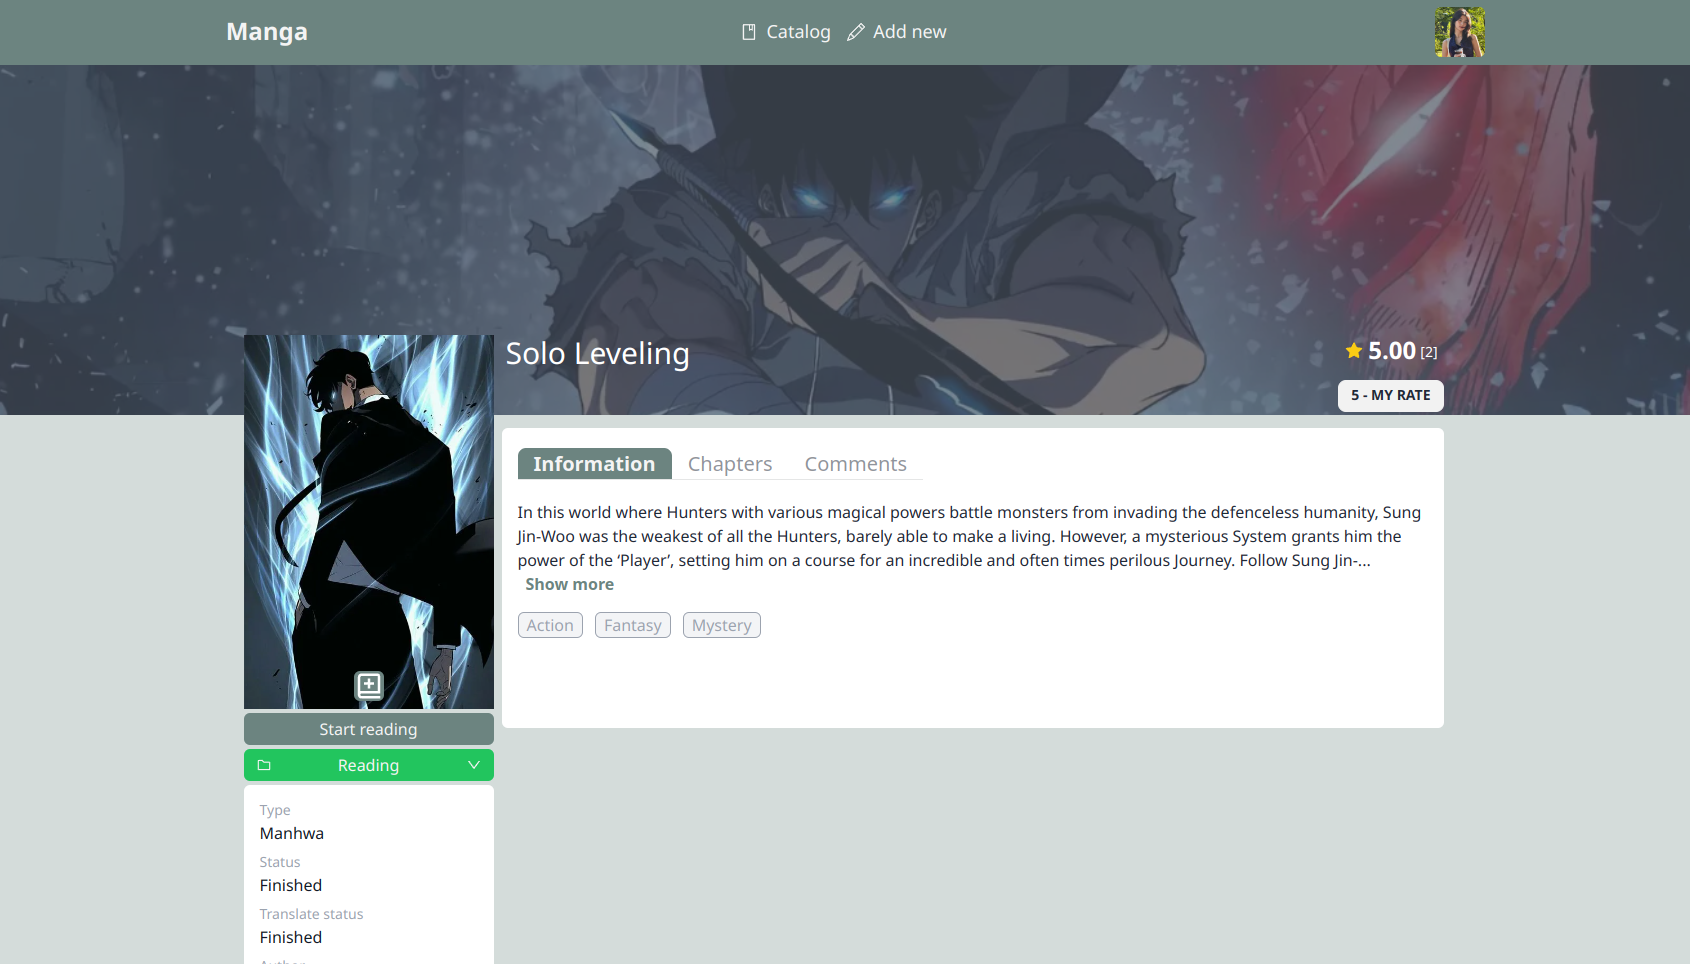 Manga
Catalog
Add new
Solo Leveling
5.00 [2]
5 - MY RATE
Information
Chapters
Comments
In this world where Hunters with various magical powers battle monsters from invading the defenceless humanity, Sung
Jin-Woo was the weakest of all the Hunters, barely able to make a living. However, a mysterious System grants him the
power of the ‘Player’, setting him on a course for an incredible and often times perilous Journey. Follow Sung Jin-...
Show more
Action
Fantasy
Mystery
Start reading
Reading
Type
Manhwa
Status
Finished
Translate status
Finished